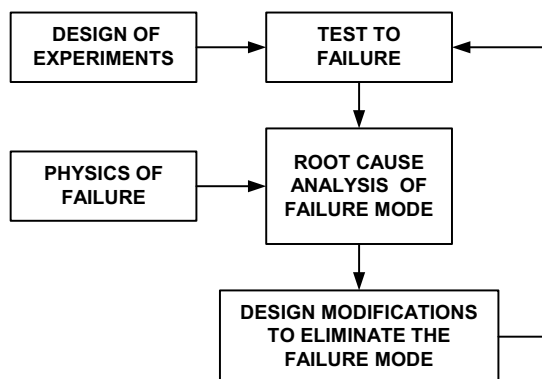 DESIGN OF
EXPERIMENTS
TEST TO
FAILURE
PHYSICS OF
FAILURE
ROOT CAUSE
ANALYSIS OF
FAILURE MODE
DESIGN MODIFICATIONS
TO ELIMINATE THE
FAILURE MODE